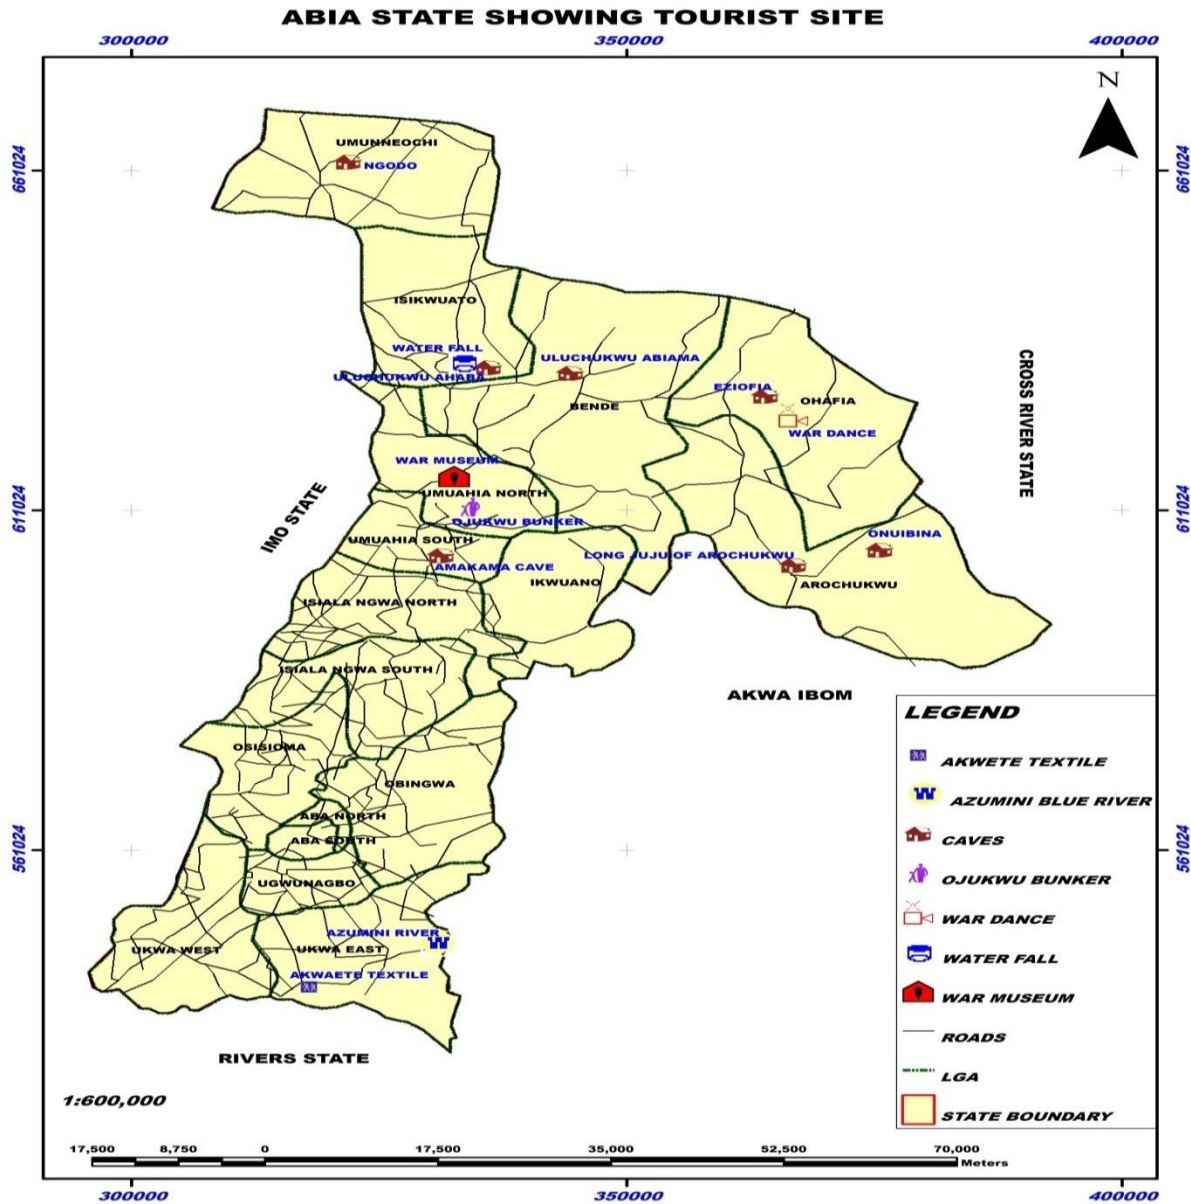 ABIA STATE SHOWING TOURIST SITE
300000 350000 400000
N
UMUNNEOCHI
NGODO
661024 661024
ISIKWUATO
WATER FALL
ULUCHUKWU AHABA
ULUCHUKWU ABIAMA
BENDE
EZIOFIA
OHAFIA
WAR DANCE
CROSS RIVER STATE
WAR MUSEUM
UMUAHIA NORTH
OJUKWU BUNKER
IMO STATE
611024 611024
UMUAHIA SOUTH
AMAKAMA CAVE
IKWUANO
LONG JUJU OF AROCHUKWU
ONUIBINA
AROCHUKWU
ISIALA NGWA NORTH
ISIALA NGWA SOUTH
AKWA IBOM
OSISIOMA
OBINGWA
ABA NORTH
ABA SOUTH
561024 561024
UGWUNAGBO
AZUMINI RIVER
UKWA WEST
UKWA EAST
AKWAETE TEXTILE
RIVERS STATE
LEGEND
AKWETE TEXTILE
AZUMINI BLUE RIVER
CAVES
OJUKWU BUNKER
WAR DANCE
WATER FALL
WAR MUSEUM
ROADS
LGA
STATE BOUNDARY
1:600,000
17,500 8,750 0 17,500 35,000 52,500 70,000
Meters
300000 350000 400000